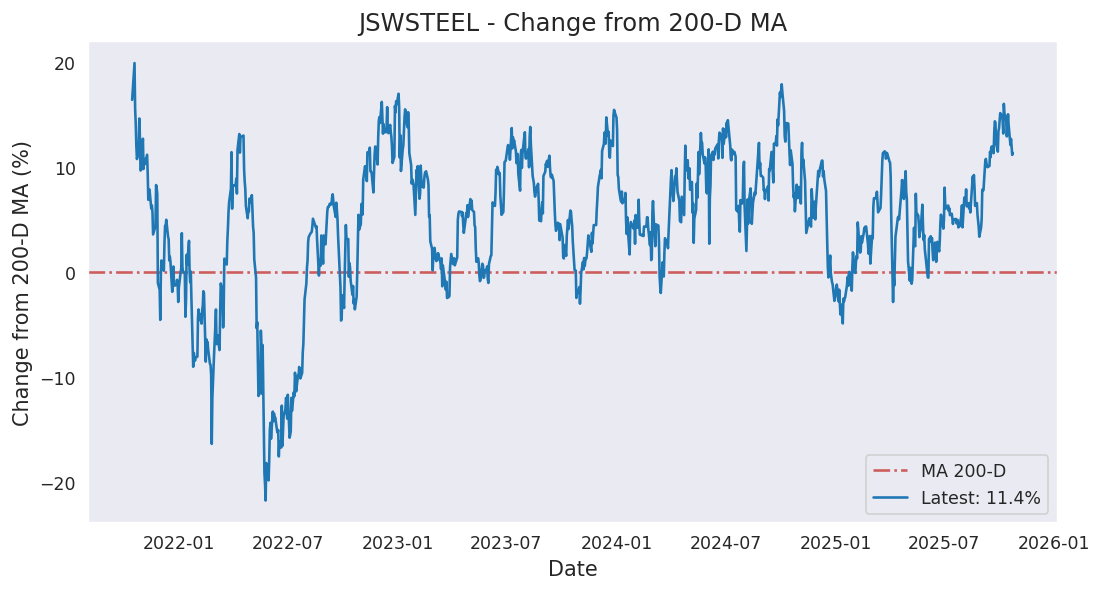 JSWSTEEL - Change from 200-D MA
Change from 200-D MA (%)
20
10
0
−10
−20
MA 200-D
Latest: 11.4%
2022-01 2022-07 2023-01 2023-07 2024-01 2024-07 2025-01 2025-07 2026-01
Date